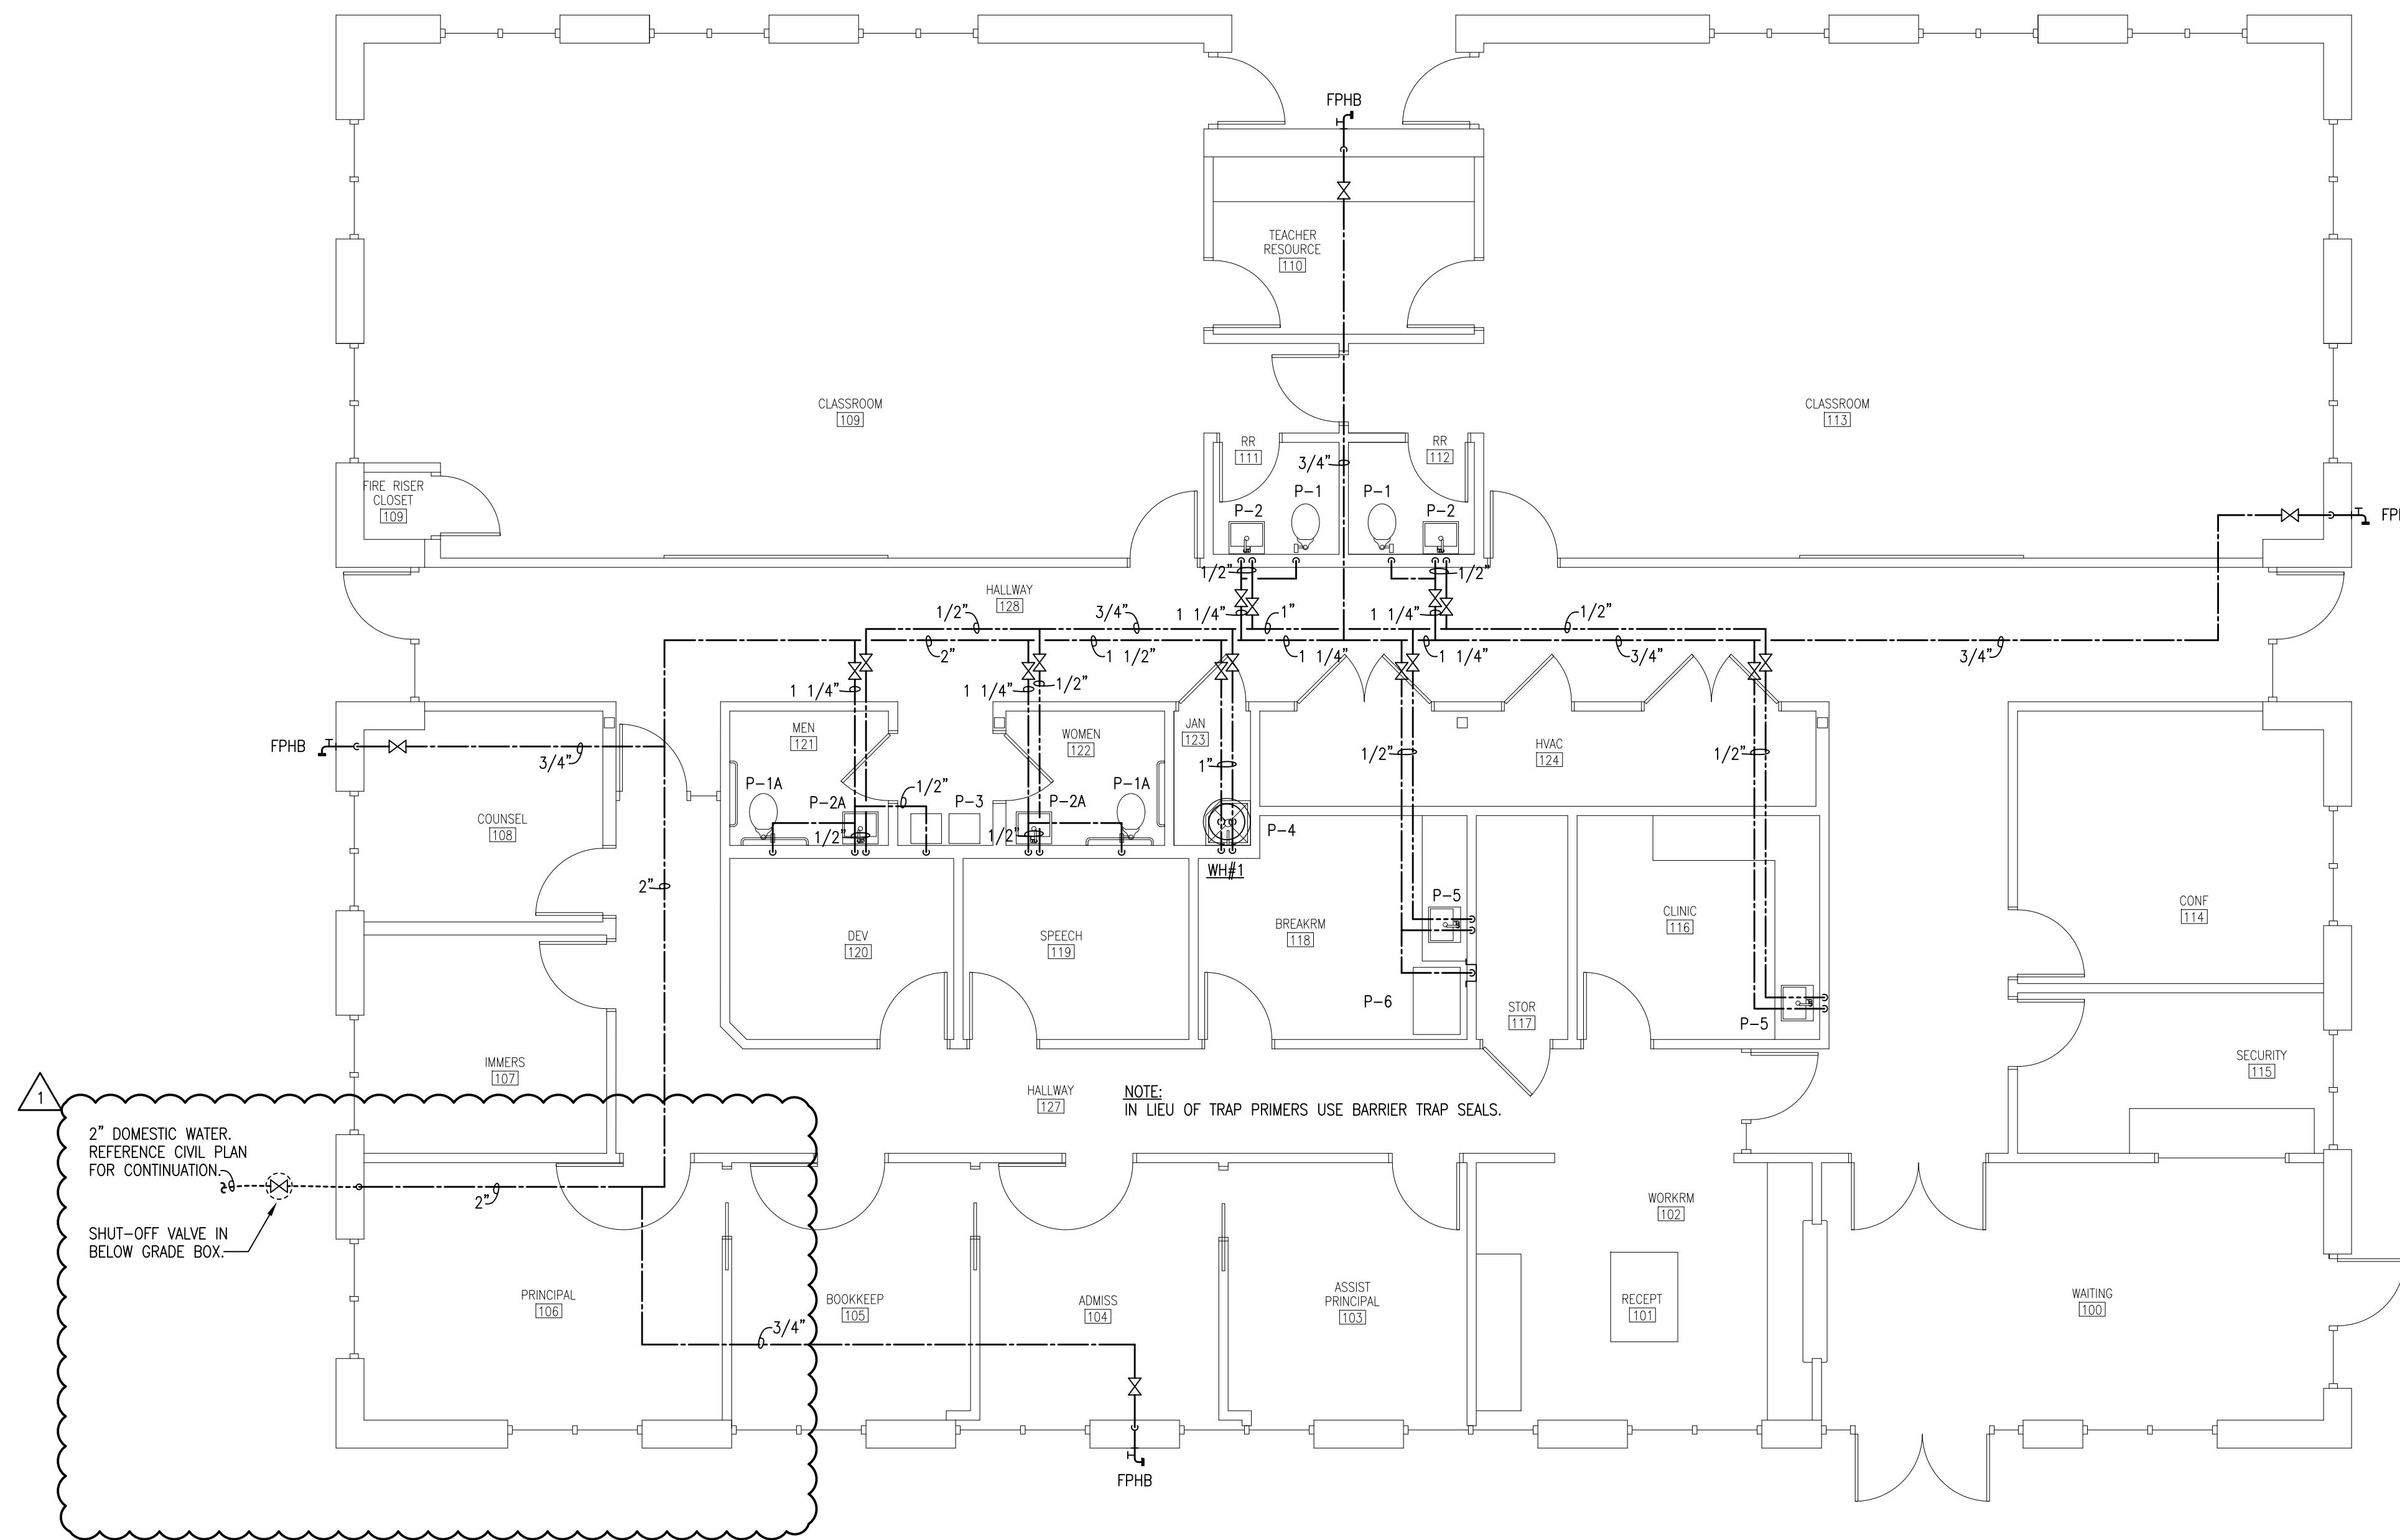 FPHB
TEACHER
RESOURCE
110
CLASSROOM
109
CLASSROOM
113
RR
111
3/4"
RR
112
FIRE RISER
CLOSET
109
P-1
P-1
P-2
P-2
FPH
1/2"
1/2"
HALLWAY
128
1/2"
3/4"
1 1/4"
1"
1 1/4"
1/2"
2"
1 1/2"
1 1/4"
1 1/4"
3/4"
3/4"
1 1/4"
1 1/4"
1/2"
MEN
121
WOMEN
122
JAN
123
FPHB
3/4"
1"
1/2"
HVAC
124
1/2"
P-1A
P-2A
1/2"
P-3
P-2A
P-1A
COUNSEL
108
1/2"
1/2"
P-4
WH#1
2"
P-5
DEV
120
SPEECH
119
BREAKRM
118
CLINIC
116
CONF
114
P-6
STOR
117
P-5
IMMERS
107
SECURITY
115
1
HALLWAY
127
NOTE:
IN LIEU OF TRAP PRIMERS USE BARRIER TRAP SEALS.
2" DOMESTIC WATER.
REFERENCE CIVIL PLAN
FOR CONTINUATION.
2"
SHUT-OFF VALVE IN
BELOW GRADE BOX.
WORKRM
102
PRINCIPAL
106
BOOKKEEP
105
ADMISS
104
ASSIST
PRINCIPAL
103
RECEPT
101
WAITING
100
3/4"
FPHB